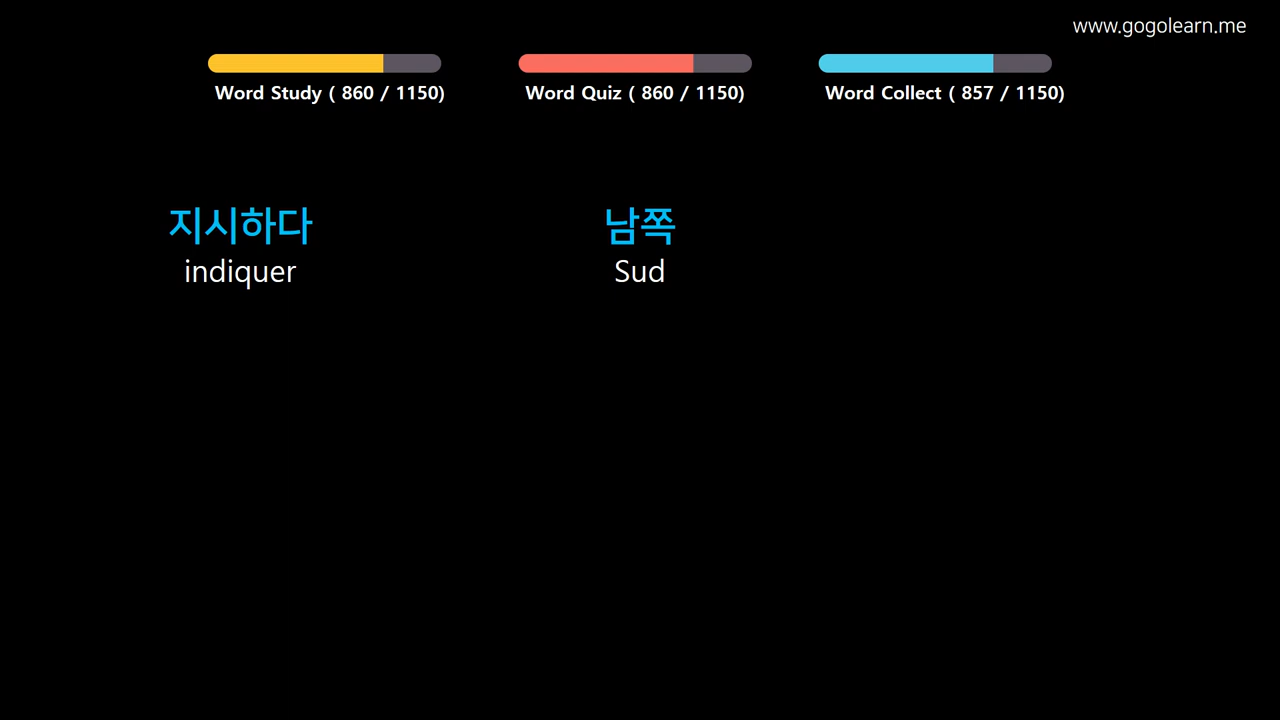 www.gogolearn.me
Word Study ( 860 / 1150)
Word Quiz ( 860 / 1150)
Word Collect ( 857 / 1150)
지시하다
indiquer
남쪽
Sud